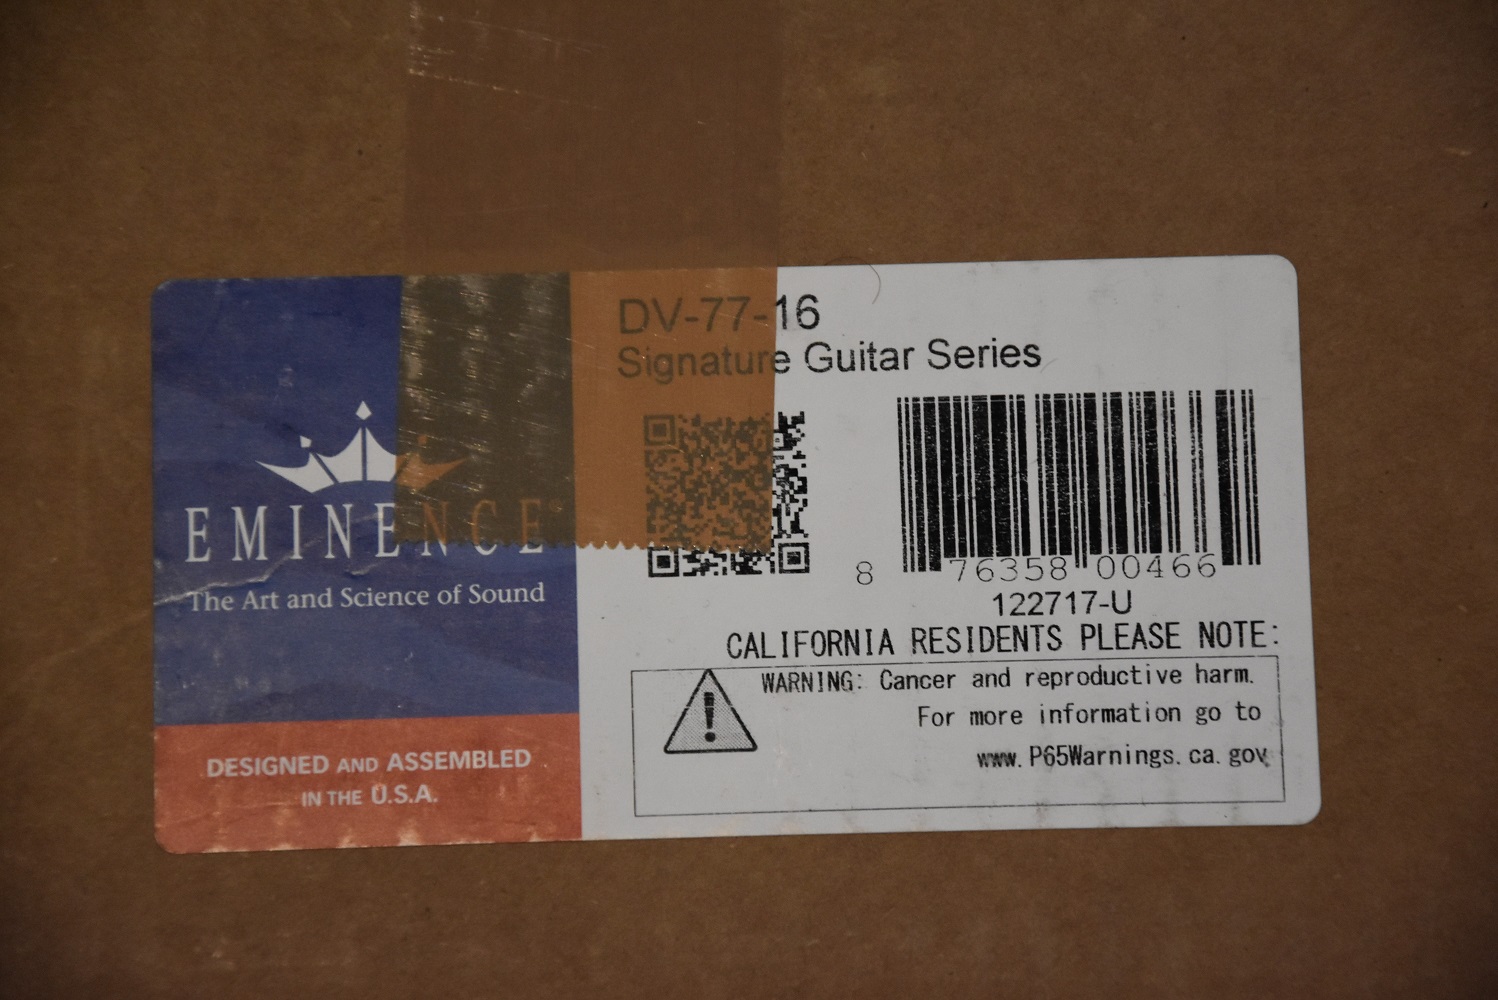 EMINENCE®
The Art and Science of Sound
DESIGNED AND ASSEMBLED
IN THE U.S.A.
DV-77-16
Signature Guitar Series
8 76358 00466
122717-U
CALIFORNIA RESIDENTS PLEASE NOTE:
WARNING: Cancer and reproductive harm.
For more information go to
www.P65Warnings.ca.gov